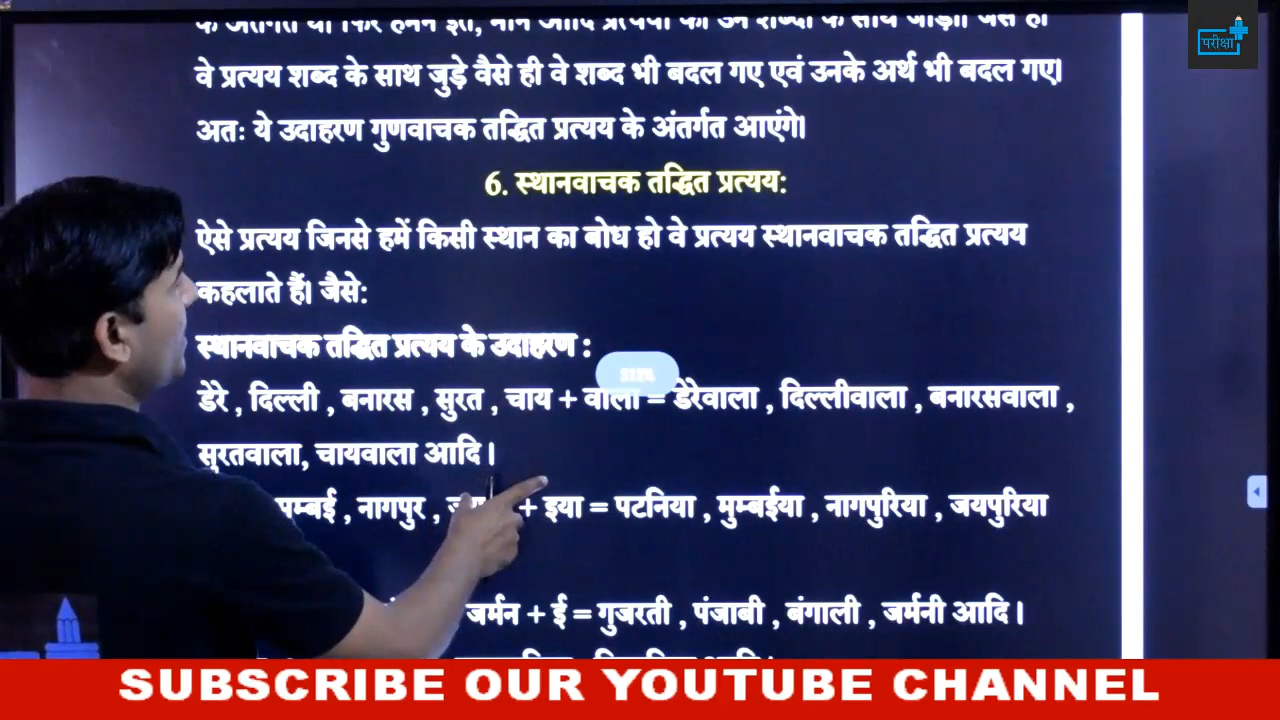 परीक्षा
वे प्रत्यय शब्द के साथ जुड़े वैसे ही वे शब्द भी बदल गए एवं उनके अर्थ भी बदल गए।
अतः ये उदाहरण गुणवाचक तद्धित प्रत्यय के अंतर्गत आएंगे।
6. स्थानवाचक तद्धित प्रत्यय:
ऐसे प्रत्यय जिनसे हमें किसी स्थान का बोध हो वे प्रत्यय स्थानवाचक तद्धित प्रत्यय
कहलाते हैं। जैसे:
स्थानवाचक तद्धित प्रत्यय के उदाहरण :
डेरे , दिल्ली , बनारस , सुरत , चाय + वाला = डेरेवाला , दिल्लीवाला , बनारसवाला ,
सुरतवाला, चायवाला आदि ।
, नागपुर , + इया = पटनिया , मुम्बईया , नागपुरिया , जयपुरिया
जर्मन + ई = गुजरती , पंजाबी , बंगाली , जर्मनी आदि ।
SUBSCRIBE OUR YOUTUBE CHANNEL